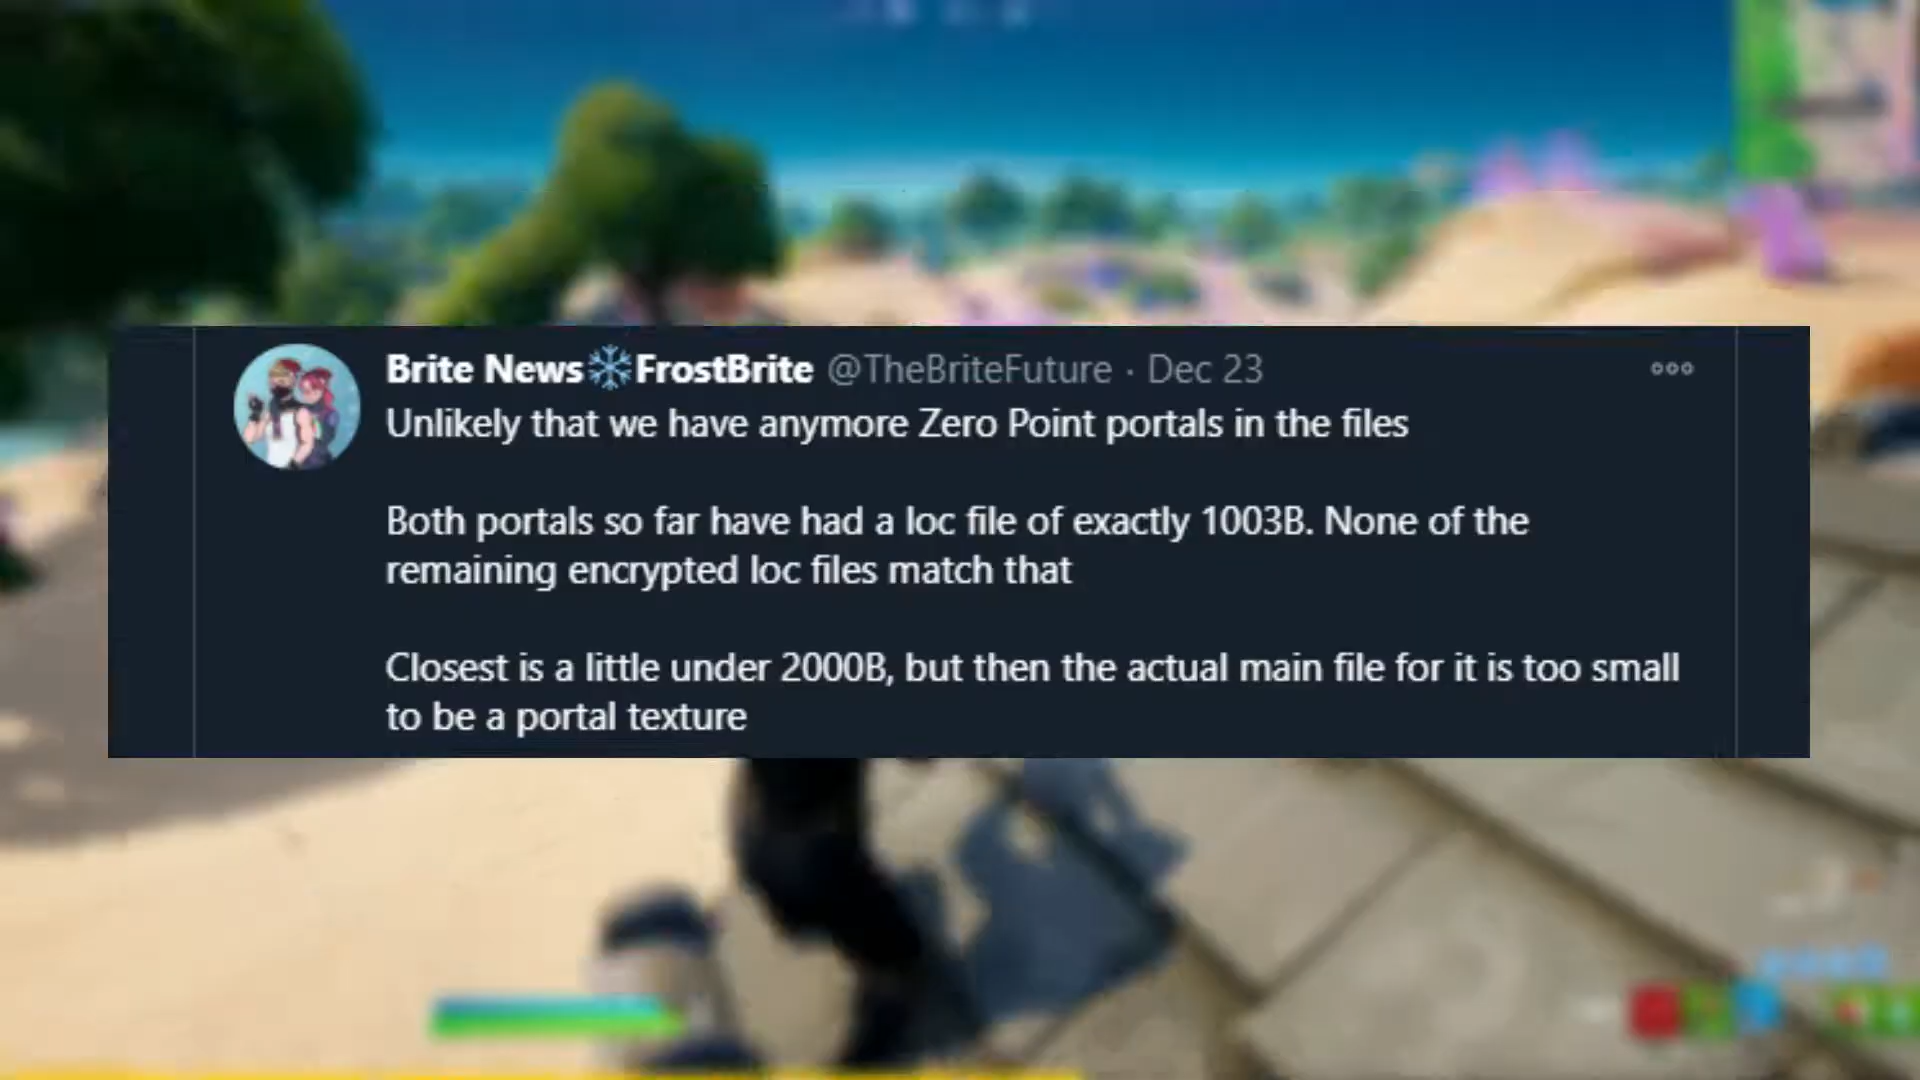 Brite News❄FrostBrite @TheBriteFuture · Dec 23
Unlikely that we have anymore Zero Point portals in the files
Both portals so far have had a loc file of exactly 1003B. None of the
remaining encrypted loc files match that
Closest is a little under 2000B, but then the actual main file for it is too small
to be a portal texture